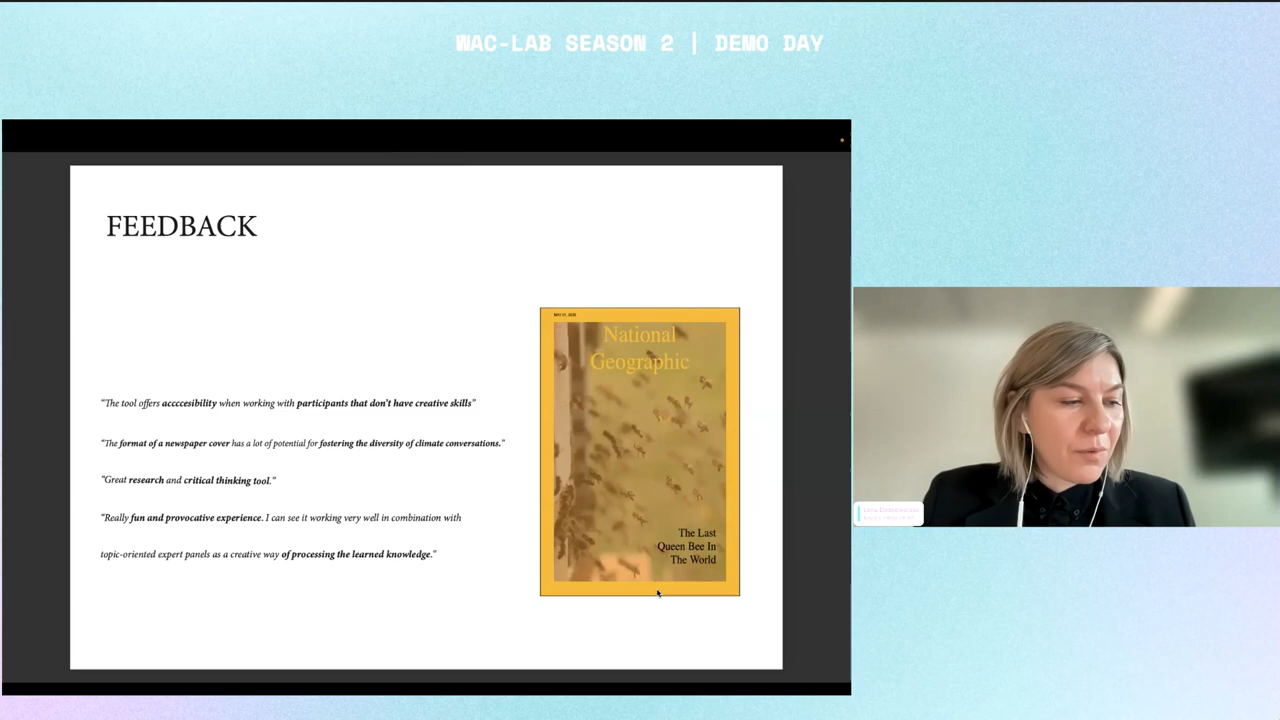 WAC-LAB SEASON 2 | DEMO DAY
FEEDBACK
"The tool offers acccccesibility when working with participants that don't have creative skills"
"The format of a newspaper cover has a lot of potential for fostering the diversity of climate conversations."
"Great research and critical thinking tool."
"Really fun and provocative experience. I can see it working very well in combination with
topic-oriented expert panels as a creative way of processing the learned knowledge."
National
Geographic
The Last
Queen Bee In
The World